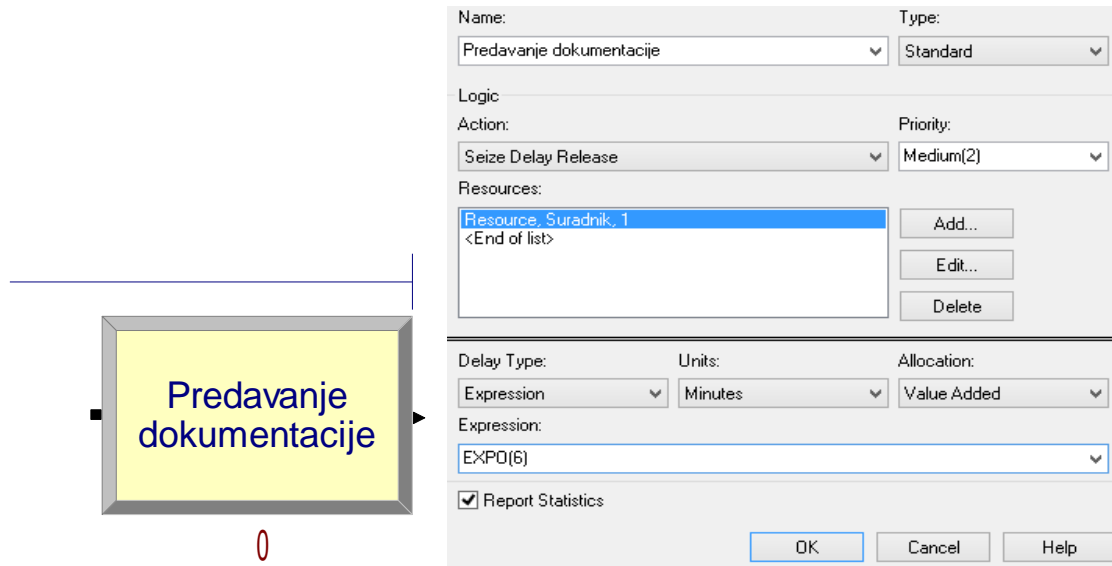 Name:
Type:
Predavanje dokumentacije
Standard
Logic
Action:
Priority:
Seize Delay Release
Medium(2)
Resources:
Resource, Suradnik, 1
<End of list>
Add...
Edit...
Delete
Predavanje
dokumentacije
0
Delay Type:
Units:
Allocation:
Expression
Minutes
Value Added
Expression:
EXPO(6)
Report Statistics
OK
Cancel
Help